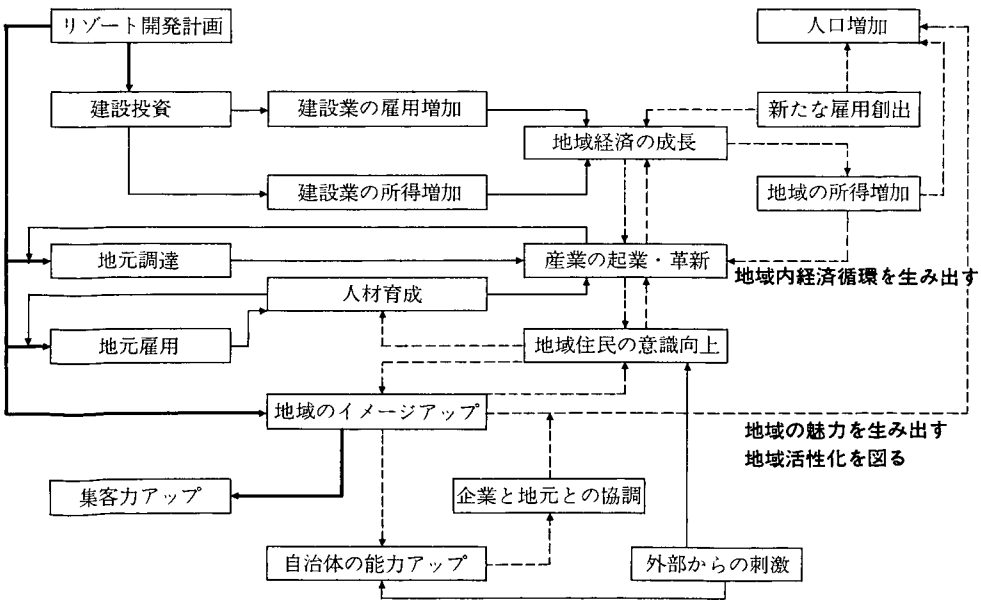 リゾート開発計画
人口増加
建設投資
建設業の雇用増加
新たな雇用創出
地域経済の成長
建設業の所得増加
地域の所得増加
地元調達
産業の起業・革新
地域内経済循環を生み出す
人材育成
地元雇用
地域住民の意識向上
地域のイメージアップ
地域の魅力を生み出す
地域活性化を図る
集客力アップ
企業と地元との協調
自治体の能力アップ
外部からの刺激